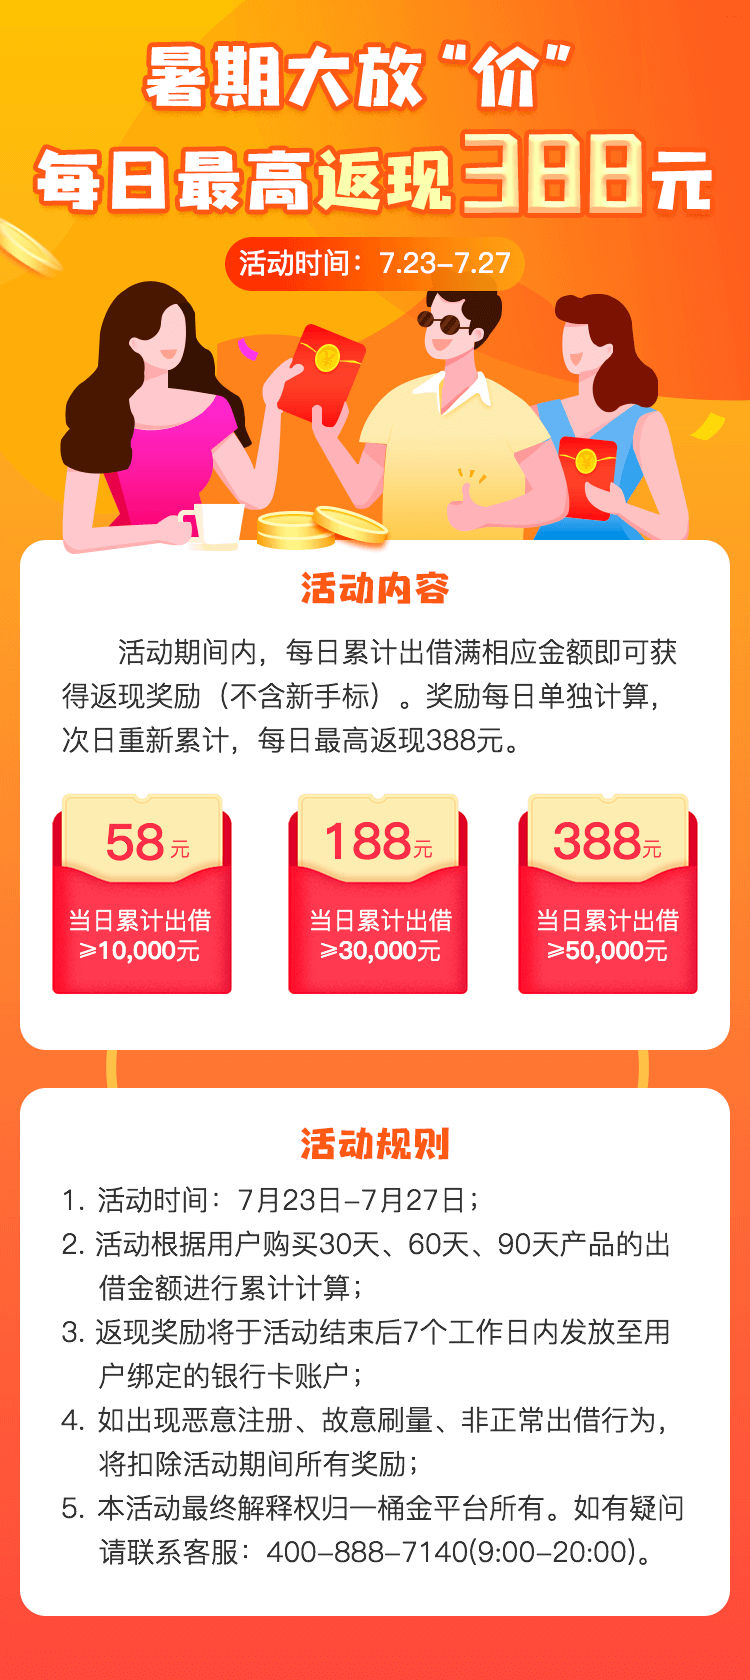 暑期大放“价”
每日最高返现388元
活动时间：7.23-7.27
活动内容
活动期间内，每日累计出借满相应金额即可获
得返现奖励（不含新手标）。奖励每日单独计算，
次日重新累计，每日最高返现388元。
58元
188元
388元
当日累计出借
≥10,000元
当日累计出借
≥30,000元
当日累计出借
≥50,000元
活动规则
1. 活动时间：7月23日-7月27日；
2. 活动根据用户购买30天、60天、90天产品的出
借金额进行累计计算；
3. 返现奖励将于活动结束后7个工作日内发放至用
户绑定的银行卡账户；
4. 如出现恶意注册、故意刷量、非正常出借行为，
将扣除活动期间所有奖励；
5. 本活动最终解释权归一桶金平台所有。如有疑问
请联系客服：400-888-7140(9:00-20:00)。